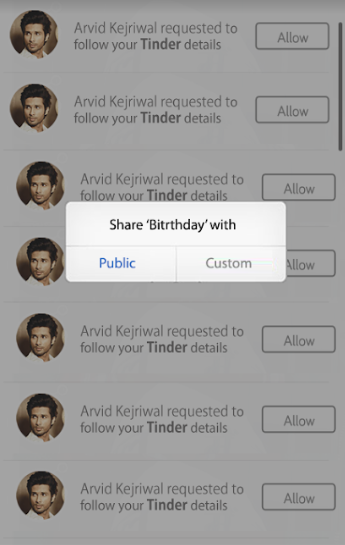 Arvid Kejriwal requested to
follow your Tinder details
Allow
Arvid Kejriwal requested to
follow your Tinder details
Allow
Arvid Kejriwal requested to
follow your Tinder details
Allow
Share ‘Bitrthday’ with
Public
Custom
Allow
Arvid Kejriwal requested to
follow your Tinder details
Allow
Arvid Kejriwal requested to
follow your Tinder details
Allow
Arvid Kejriwal requested to
follow your Tinder details
Allow